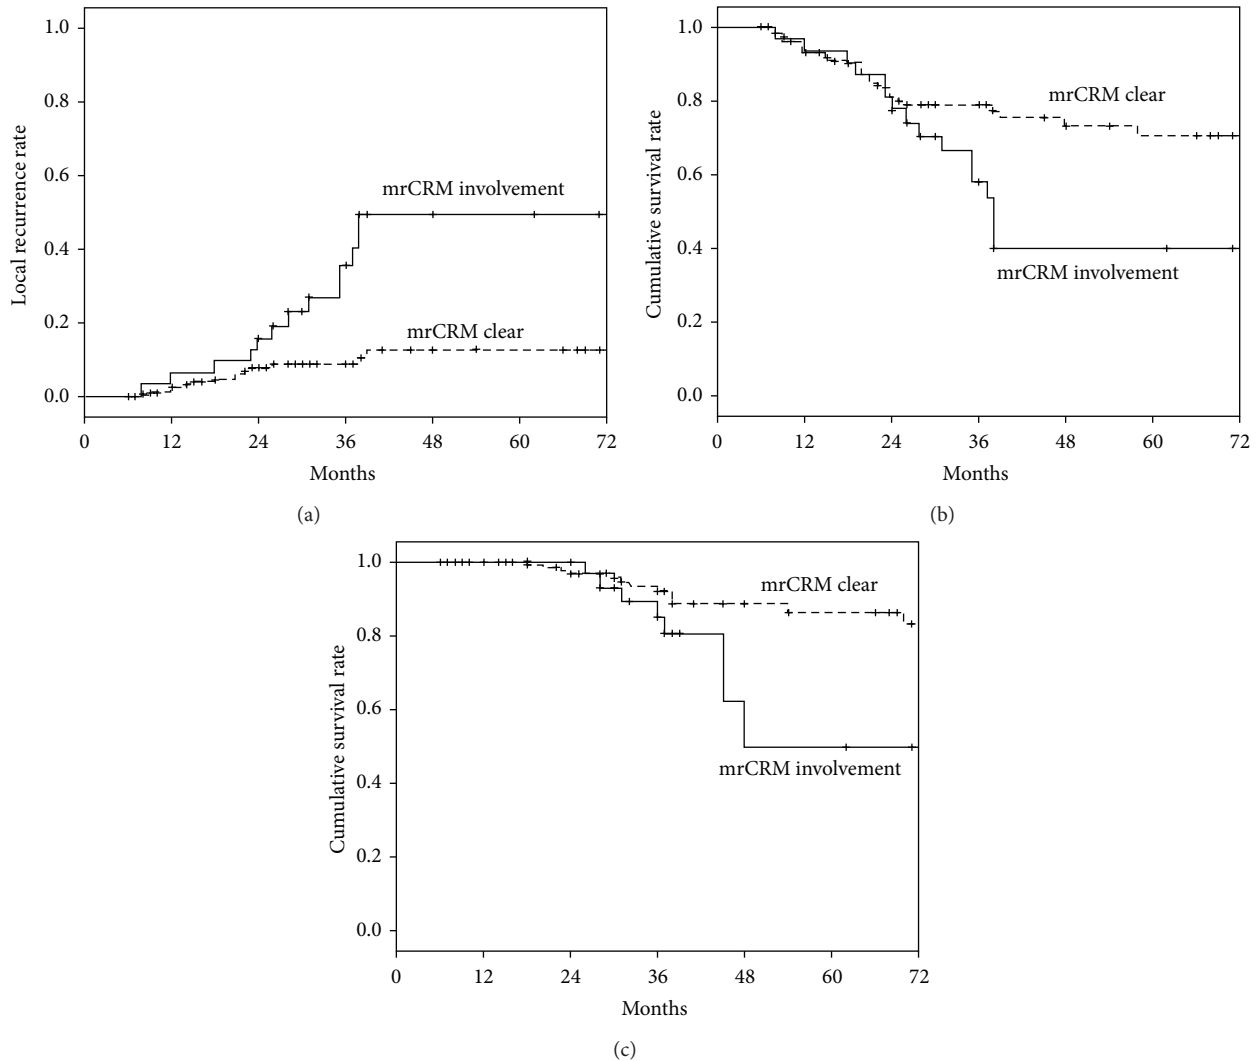 1.0
0.8
0.6
0.4
0.2
0.0
Local recurrence rate
mrCRM involvement
mrCRM clear
0 12 24 36 48 60 72
Months
(a)
1.0
0.8
0.6
0.4
0.2
0.0
Cumulative survival rate
mrCRM clear
mrCRM involvement
0 12 24 36 48 60 72
Months
(b)
1.0
0.8
0.6
0.4
0.2
0.0
Cumulative survival rate
mrCRM clear
mrCRM involvement
0 12 24 36 48 60 72
Months
(c)